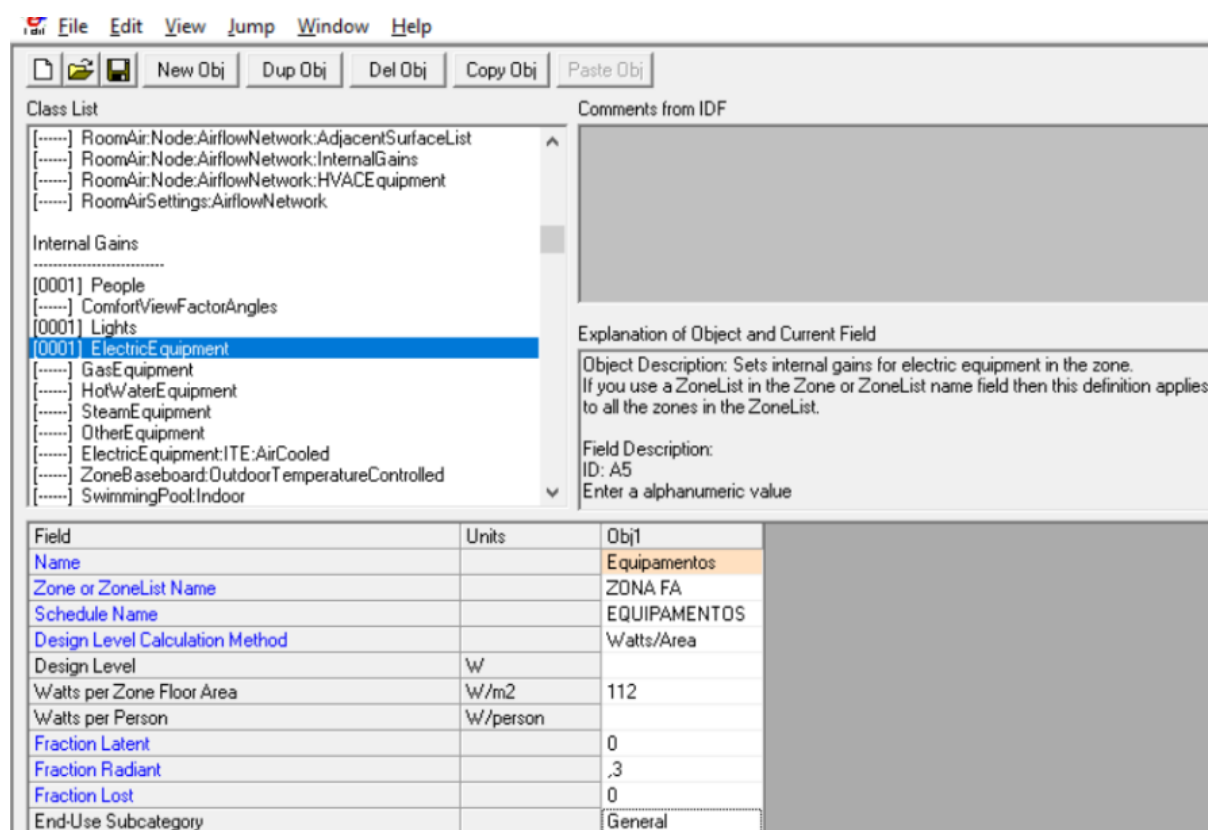 File Edit View Jump Window Help
New Obj Dup Obj Del Obj Copy Obj Paste Obj
Class List
[------] RoomAir:Node:AirflowNetwork:AdjacentSurfaceList
[------] RoomAir:Node:AirflowNetwork:InternalGains
[------] RoomAir:Node:AirflowNetwork:HVACEquipment
[------] RoomAirSettings:AirflowNetwork
Internal Gains
---------------------------
[0001] People
[------] ComfortViewFactorAngles
[0001] Lights
[0001] ElectricEquipment
[------] GasEquipment
[------] HotWaterEquipment
[------] SteamEquipment
[------] OtherEquipment
[------] ElectricEquipment:ITE:AirCooled
[------] ZoneBaseboard:OutdoorTemperatureControlled
[------] SwimmingPool:Indoor
Comments from IDF
Explanation of Object and Current Field
Object Description: Sets internal gains for electric equipment in the zone.
If you use a ZoneList in the Zone or ZoneList name field then this definition applies
to all the zones in the ZoneList.
Field Description:
ID: A5
Enter a alphanumeric value
Field Units Obj1
Name Equipamentos
Zone or ZoneList Name ZONA FA
Schedule Name EQUIPAMENTOS
Design Level Calculation Method Watts/Area
Design Level W
Watts per Zone Floor Area W/m2 112
Watts per Person W/person
Fraction Latent 0
Fraction Radiant ,3
Fraction Lost 0
End-Use Subcategory General